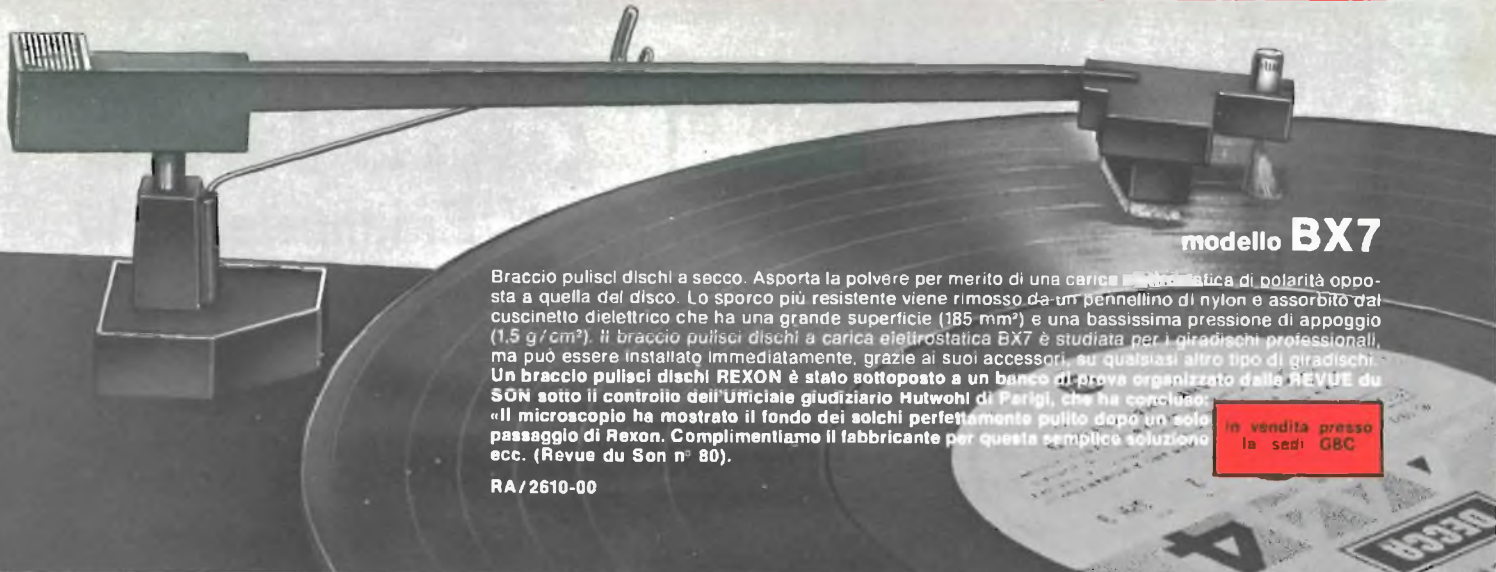 modello BX7
Braccio pulisci dischi a secco. Asporta la polvere per merito di una carica elettrostatica di polarità oppo-
sta a quella del disco. Lo sporco più resistente viene rimosso da un pennellino di nylon e assorbito dal
cuscinetto dielettrico che ha una grande superficie (185 mm²) e una bassissima pressione di appoggio
(1,5 g/cm²). Il braccio pulisci dischi a carica elettrostatica BX7 è studiata per i giradischi professionali,
ma può essere installato immediatamente, grazie ai suoi accessori, su qualsiasi altro tipo di giradischi.
Un braccio pulisci dischi REXON è stato sottoposto a un banco di prova organizzato dalla REVUE du
SON sotto il controllo dell'Ufficiale giudiziario Hutwohl di Parigi, che ha concluso:
«Il microscopio ha mostrato il fondo dei solchi perfettamente pulito dopo un solo
passaggio di Rexon. Complimentiamo il fabbricante per questa semplice soluzione
ecc. (Revue du Son n° 80).
RA/2610-00
in vendita presso
la sedi GBC
4
DECCA